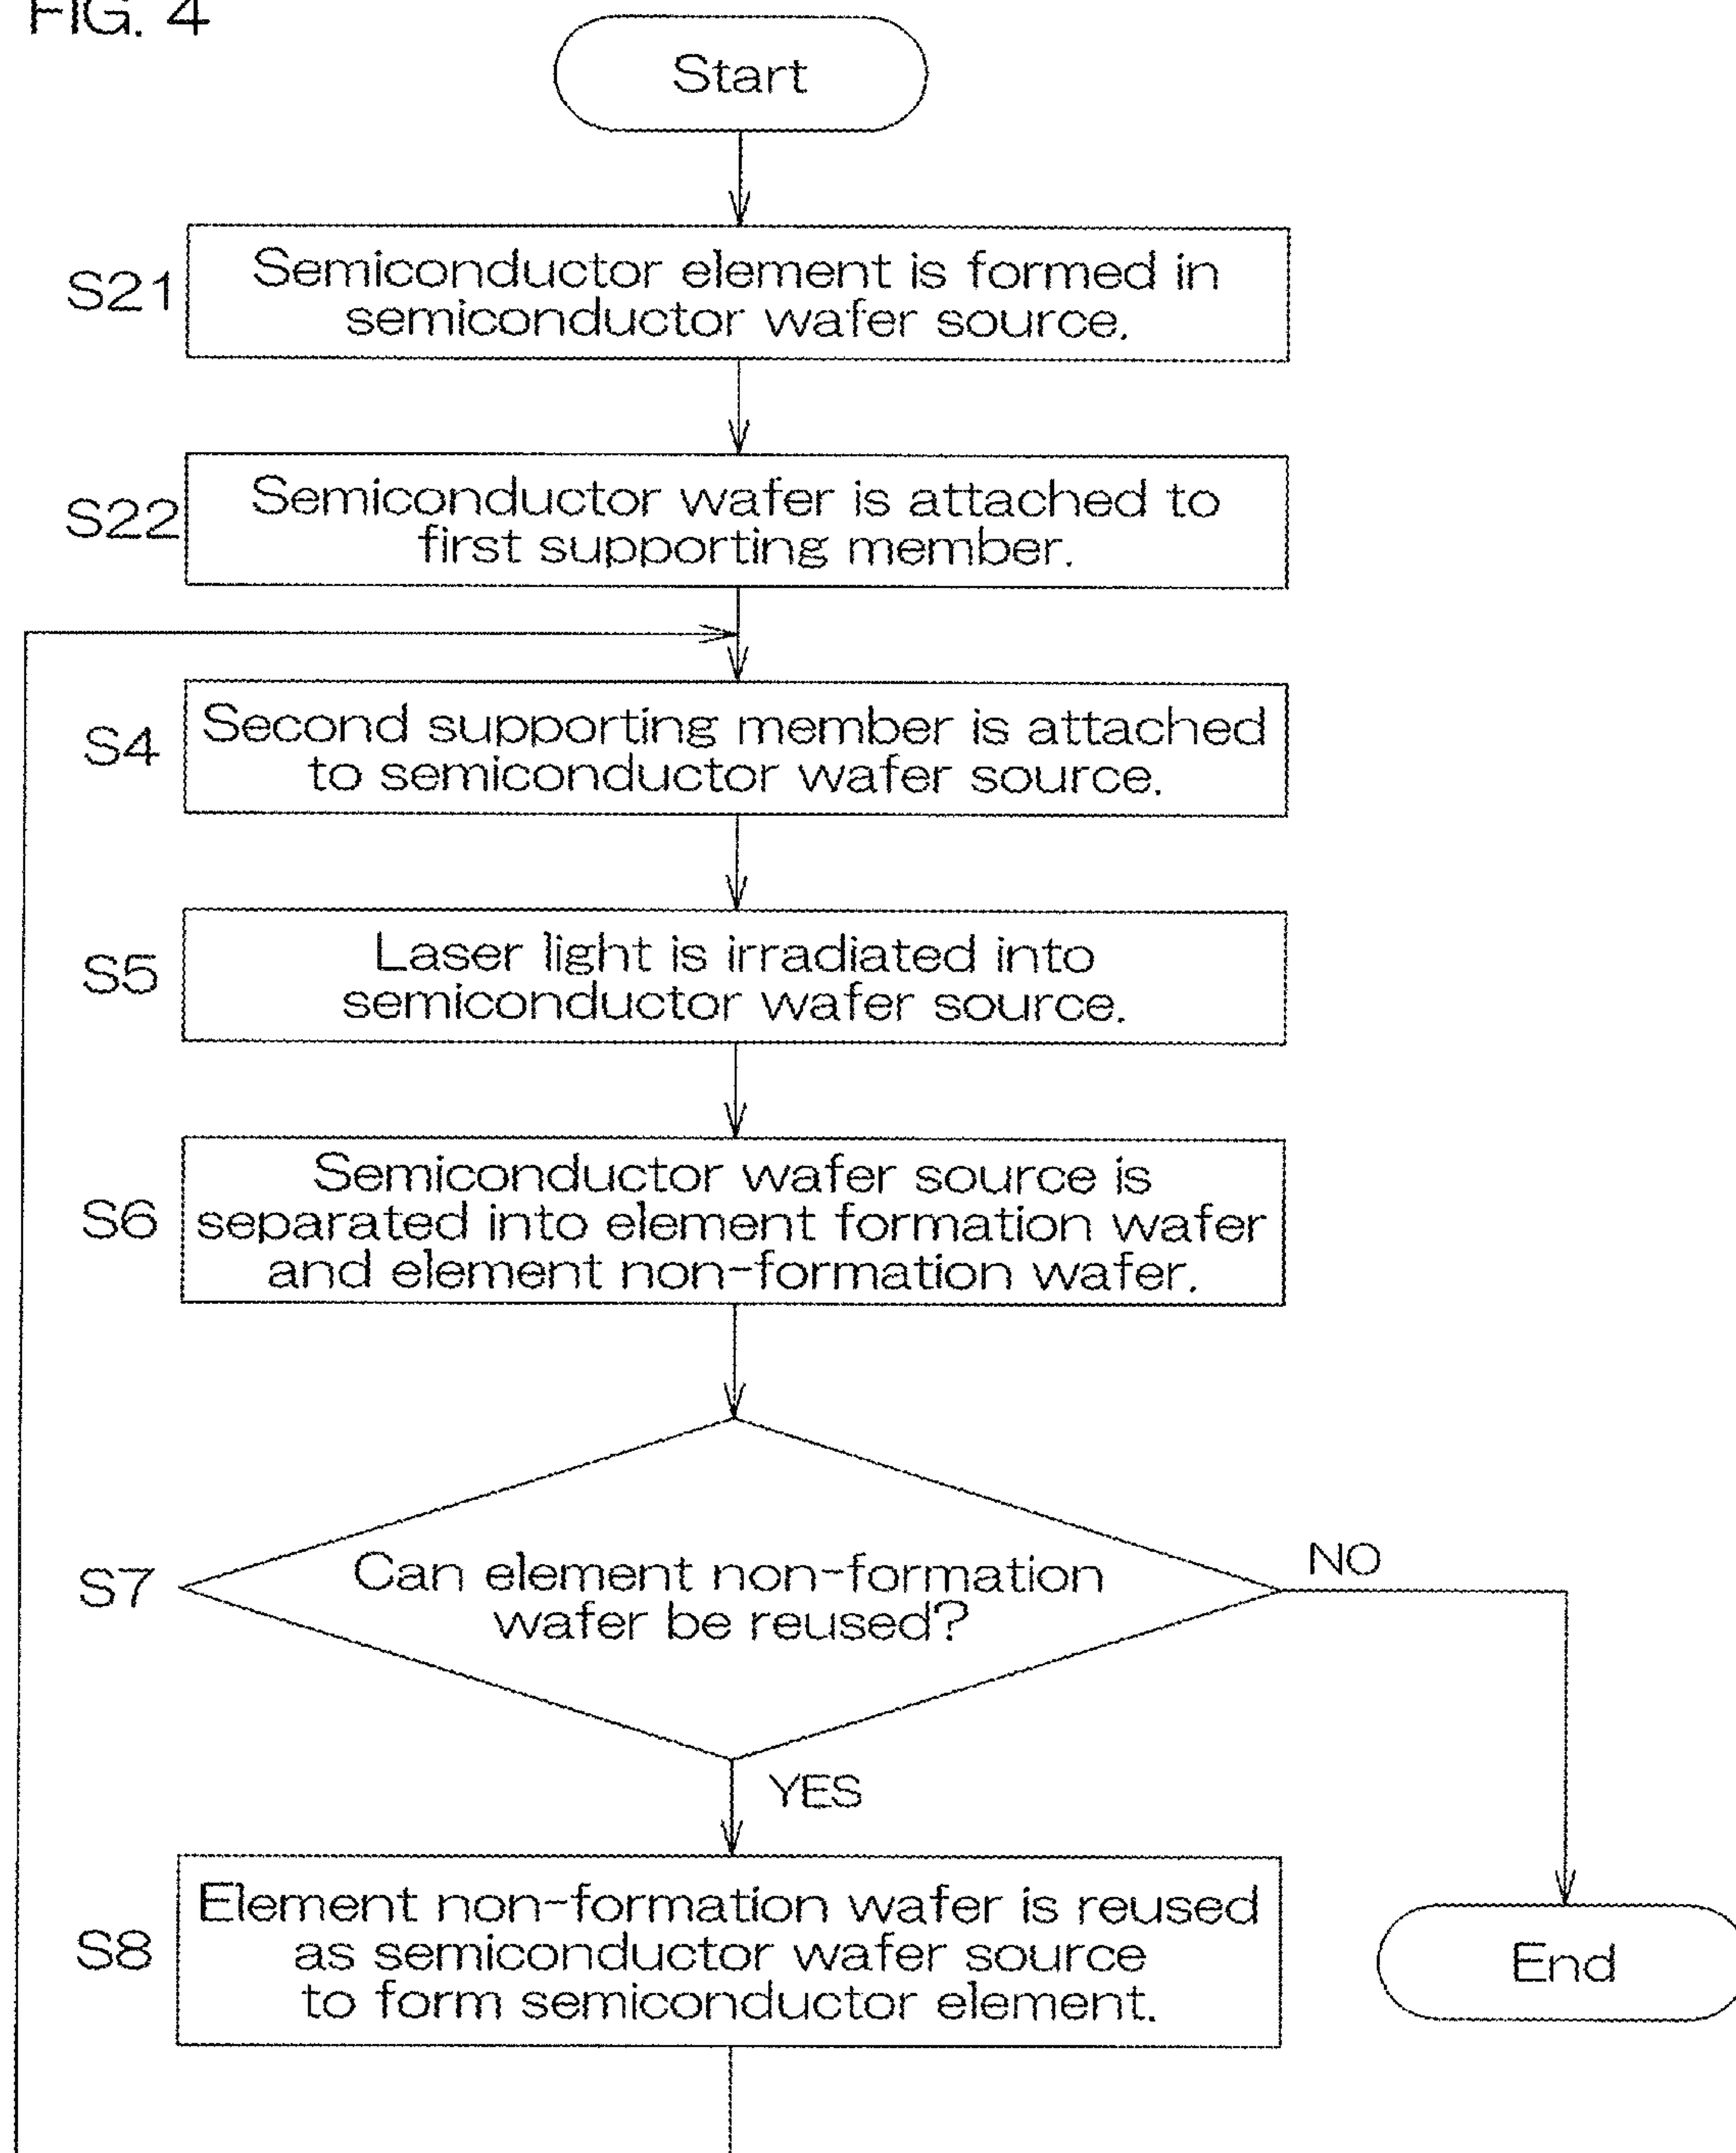 FIG. 4
Start
S21
Semiconductor element is formed in
semiconductor wafer source.
S22
Semiconductor wafer is attached to
first supporting member.
S4
Second supporting member is attached
to semiconductor wafer source.
S5
Laser light is irradiated into
semiconductor wafer source.
S6
Semiconductor wafer source is
separated into element formation wafer
and element non-formation wafer.
S7
Can element non-formation
wafer be reused?
NO
YES
S8
Element non-formation wafer is reused
as semiconductor wafer source
to form semiconductor element.
End